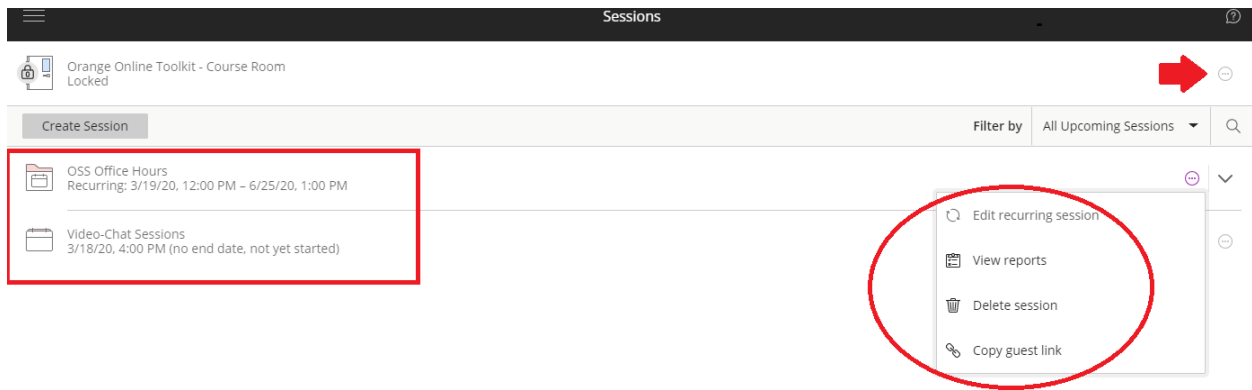 Sessions
Orange Online Toolkit - Course Room
Locked
Create Session
Filter by All Upcoming Sessions
OSS Office Hours
Recurring: 3/19/20, 12:00 PM – 6/25/20, 1:00 PM
Edit recurring session
Video-Chat Sessions
3/18/20, 4:00 PM (no end date, not yet started)
View reports
Delete session
Copy guest link